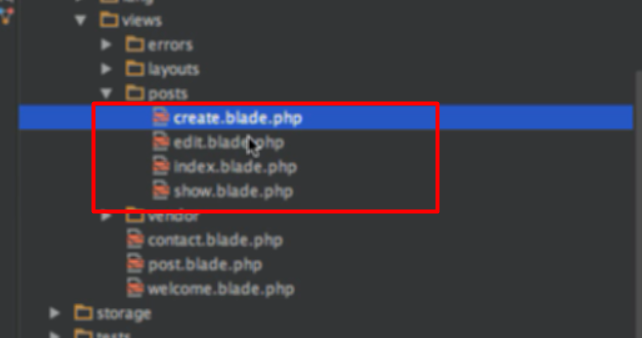 views
errors
layouts
posts
create.blade.php
edit.blade.php
index.blade.php
show.blade.php
vendor
contact.blade.php
post.blade.php
welcome.blade.php
storage
tests